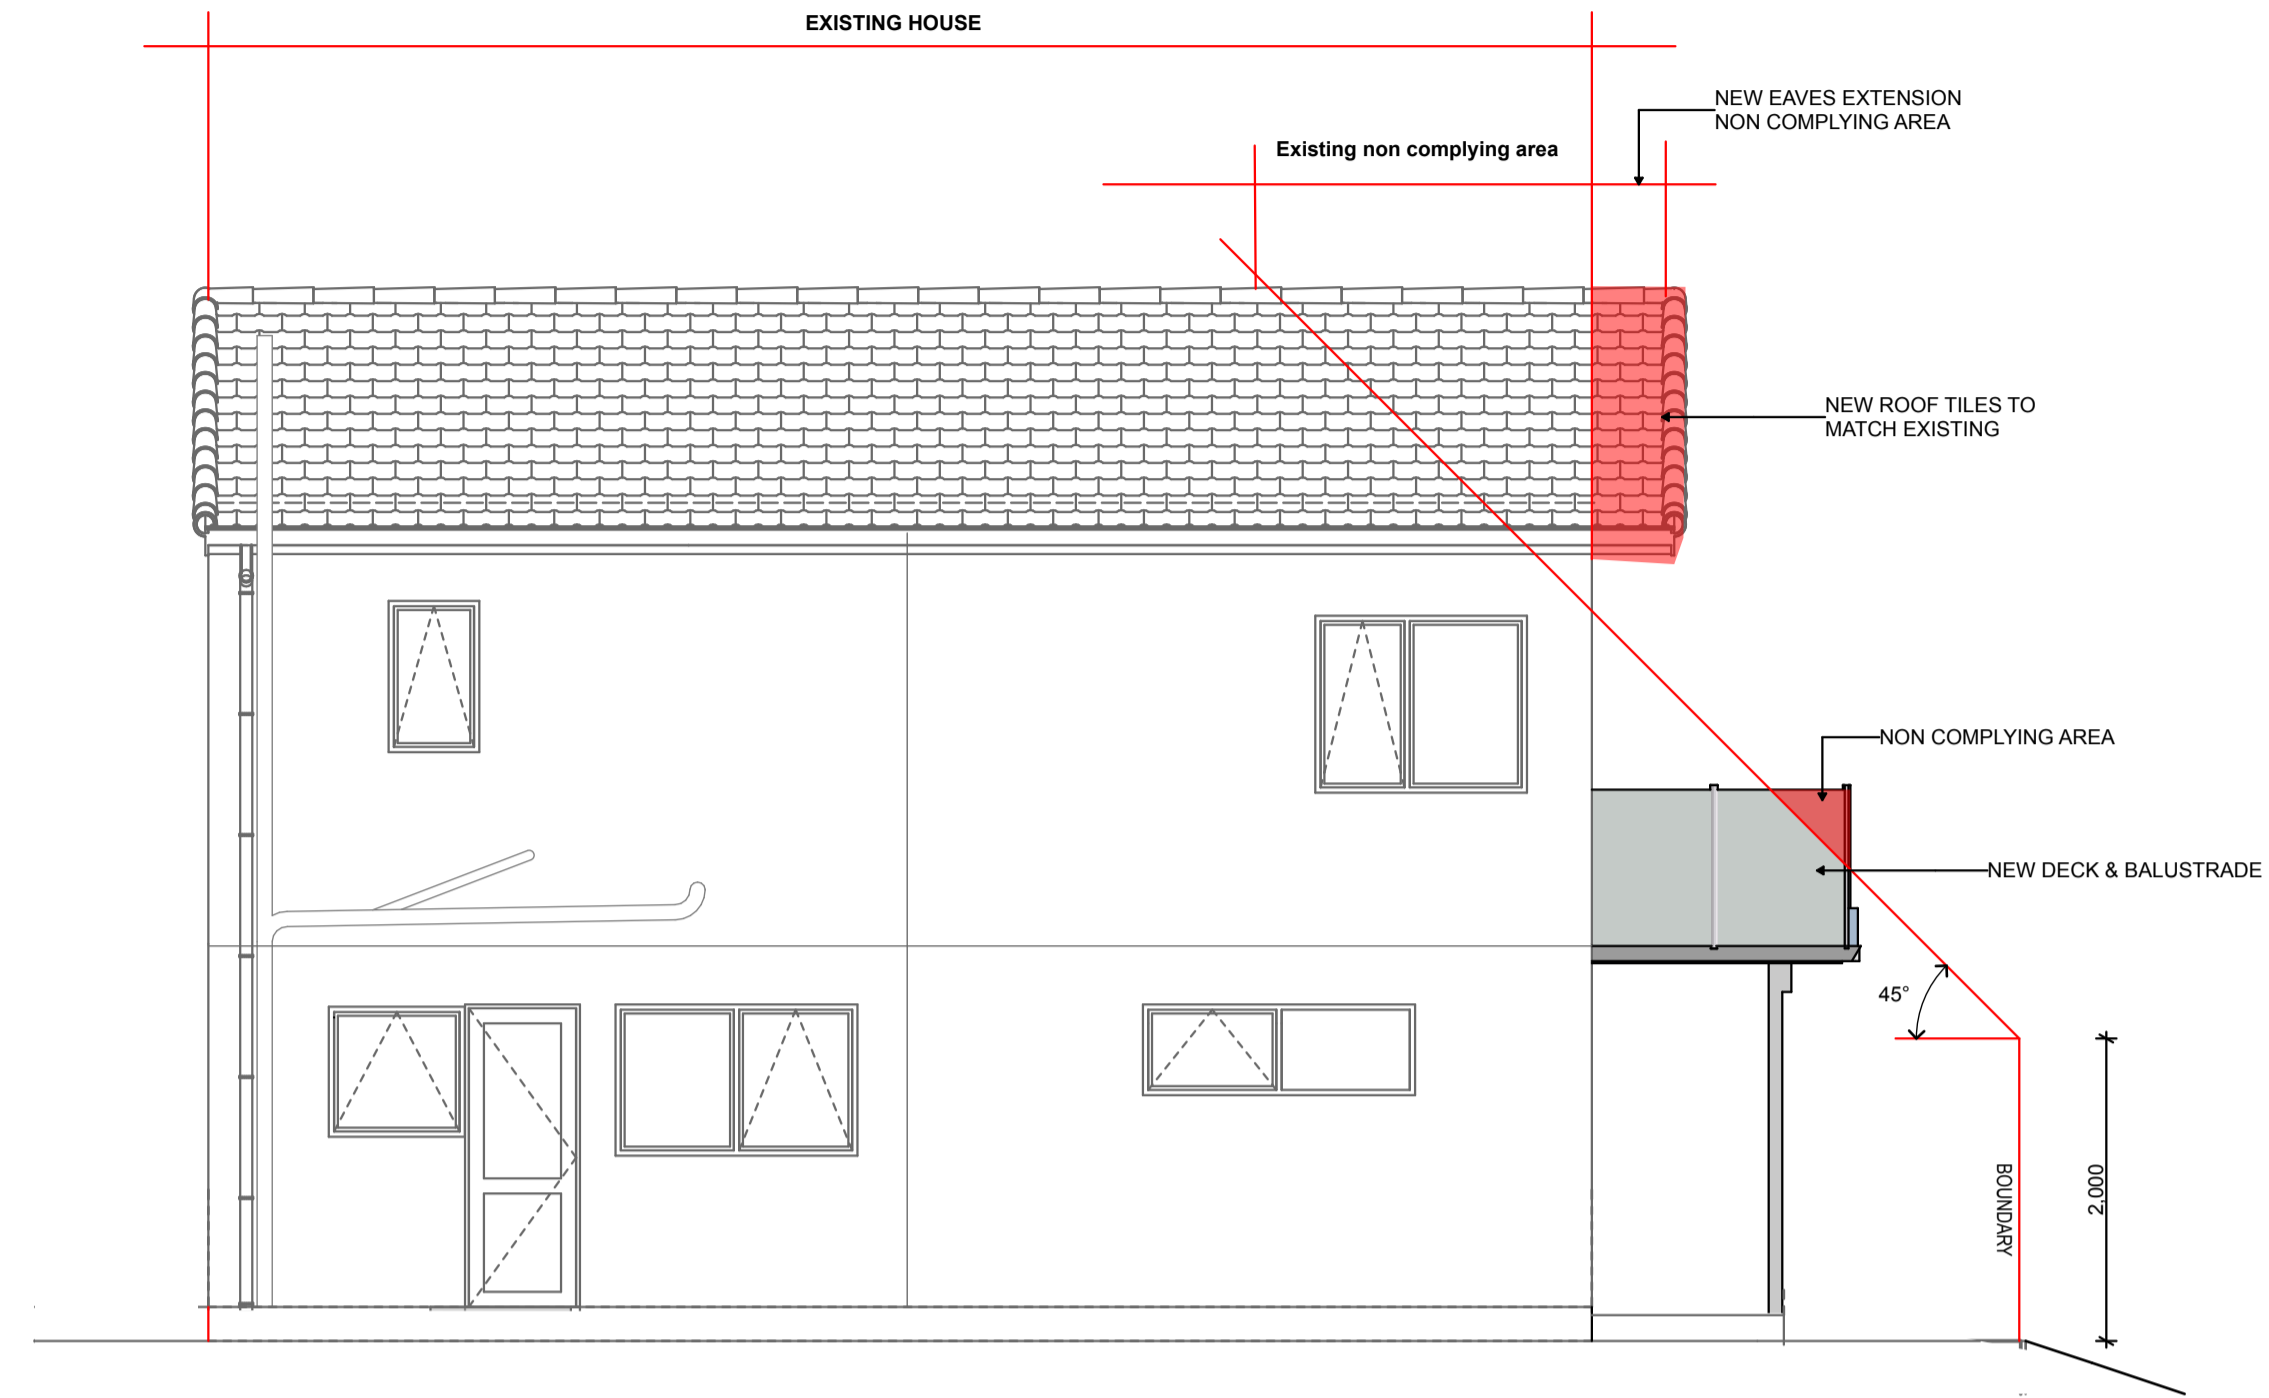 EXISTING HOUSE
NEW EAVES EXTENSION
NON COMPLYING AREA
Existing non complying area
NEW ROOF TILES TO
MATCH EXISTING
NON COMPLYING AREA
NEW DECK & BALUSTRADE
45°
BOUNDARY
2,000